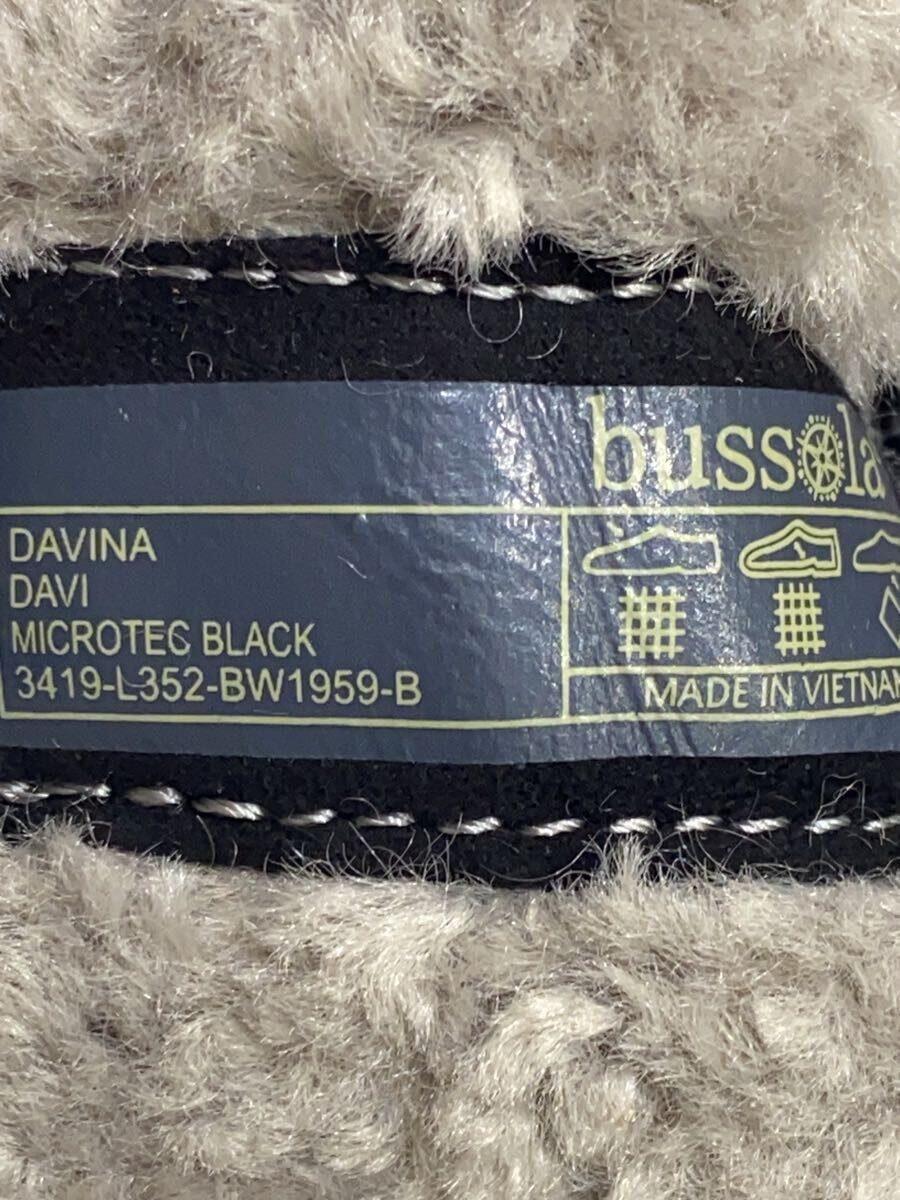 bussola
DAVINA
DAVI
MICROTEC BLACK
3419-L352-BW1959-B
MADE IN VIETNAM